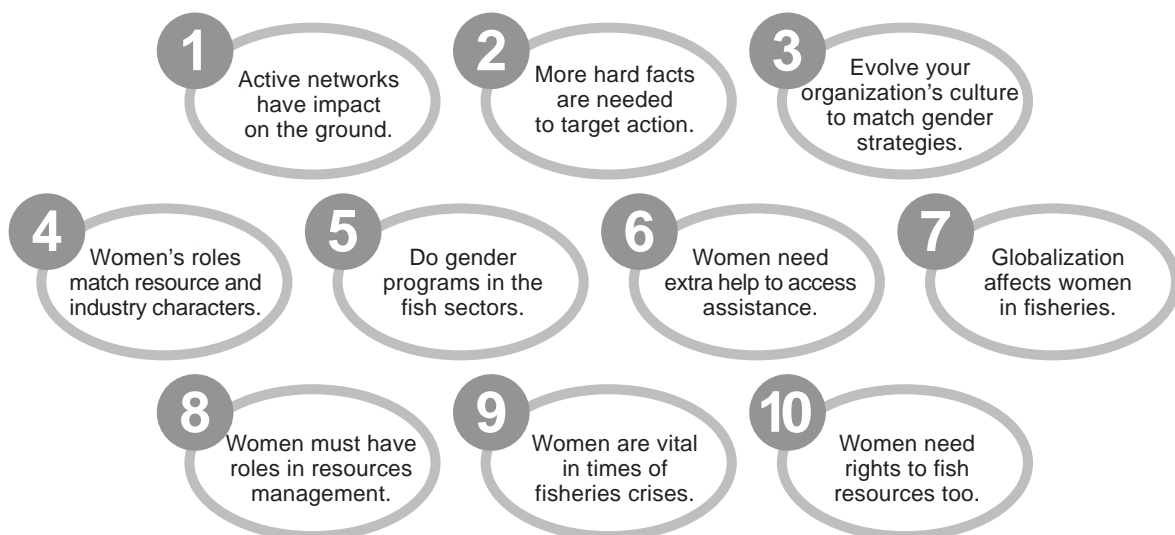 1
Active networks
have impact
on the ground.
2
More hard facts
are needed
to target action.
3
Evolve your
organization's culture
to match gender
strategies.
4
Women's roles
match resource and
industry characters.
5
Do gender
programs in the
fish sectors.
6
Women need
extra help to access
assistance.
7
Globalization
affects women
in fisheries.
8
Women must have
roles in resources
management.
9
Women are vital
in times of
fisheries crises.
10
Women need
rights to fish
resources too.